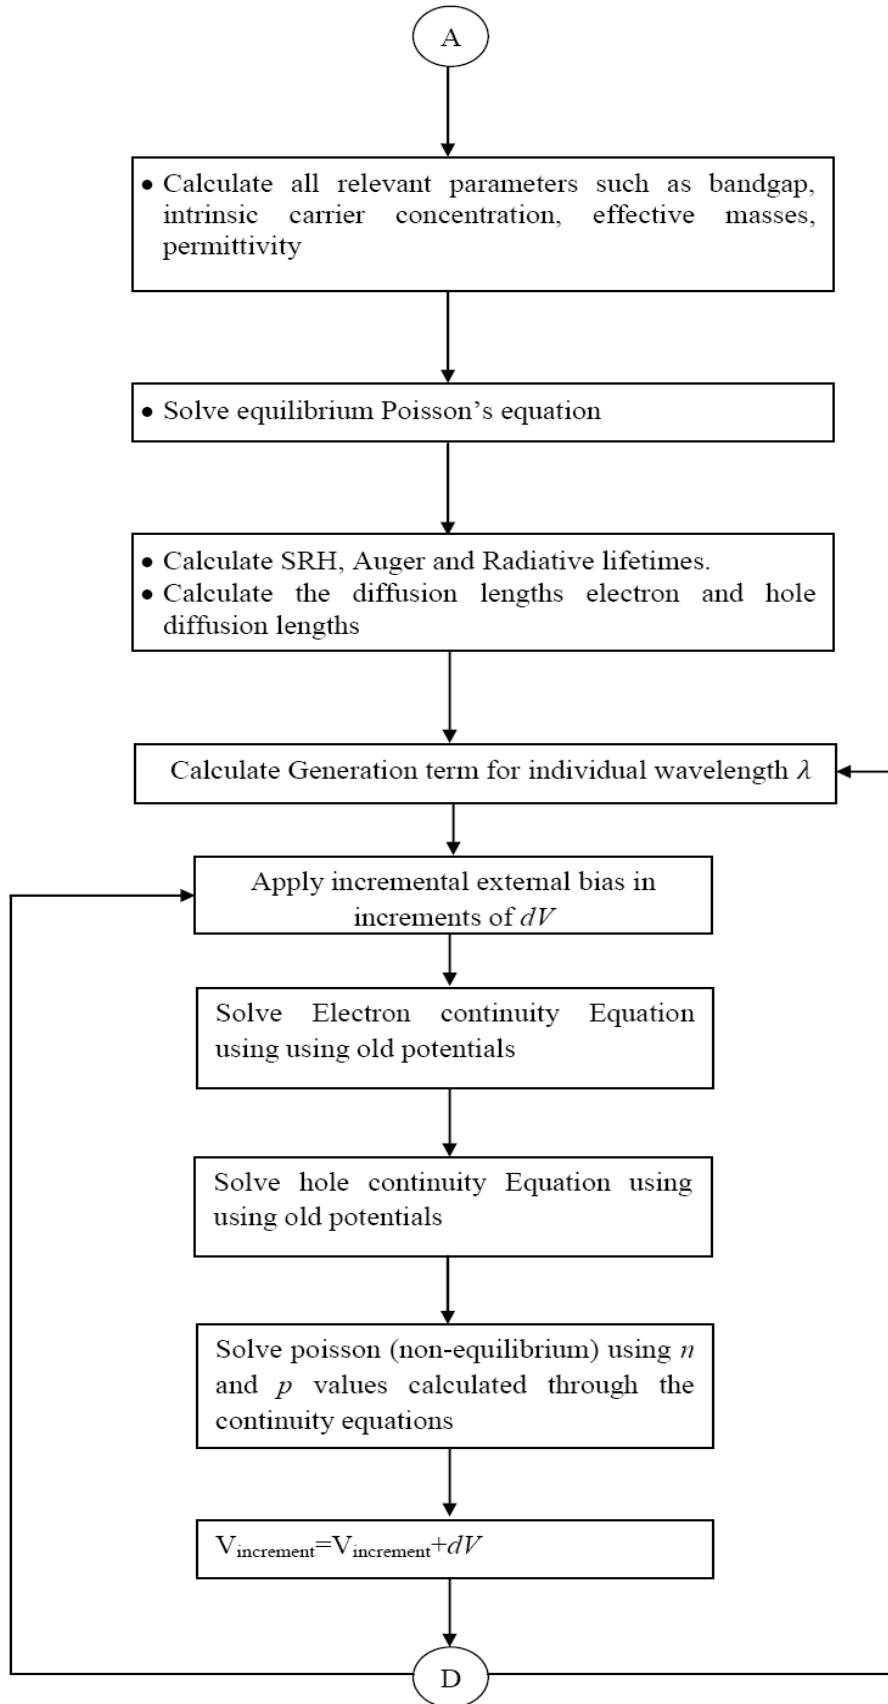 A
• Calculate all relevant parameters such as bandgap,
intrinsic carrier concentration, effective masses,
permittivity
• Solve equilibrium Poisson’s equation
• Calculate SRH, Auger and Radiative lifetimes.
• Calculate the diffusion lengths electron and hole
diffusion lengths
Calculate Generation term for individual wavelength λ
Apply incremental external bias in
increments of dV
Solve Electron continuity Equation
using using old potentials
Solve hole continuity Equation using
using old potentials
Solve poisson (non-equilibrium) using n
and p values calculated through the
continuity equations
Vincrement=Vincrement+dV
D